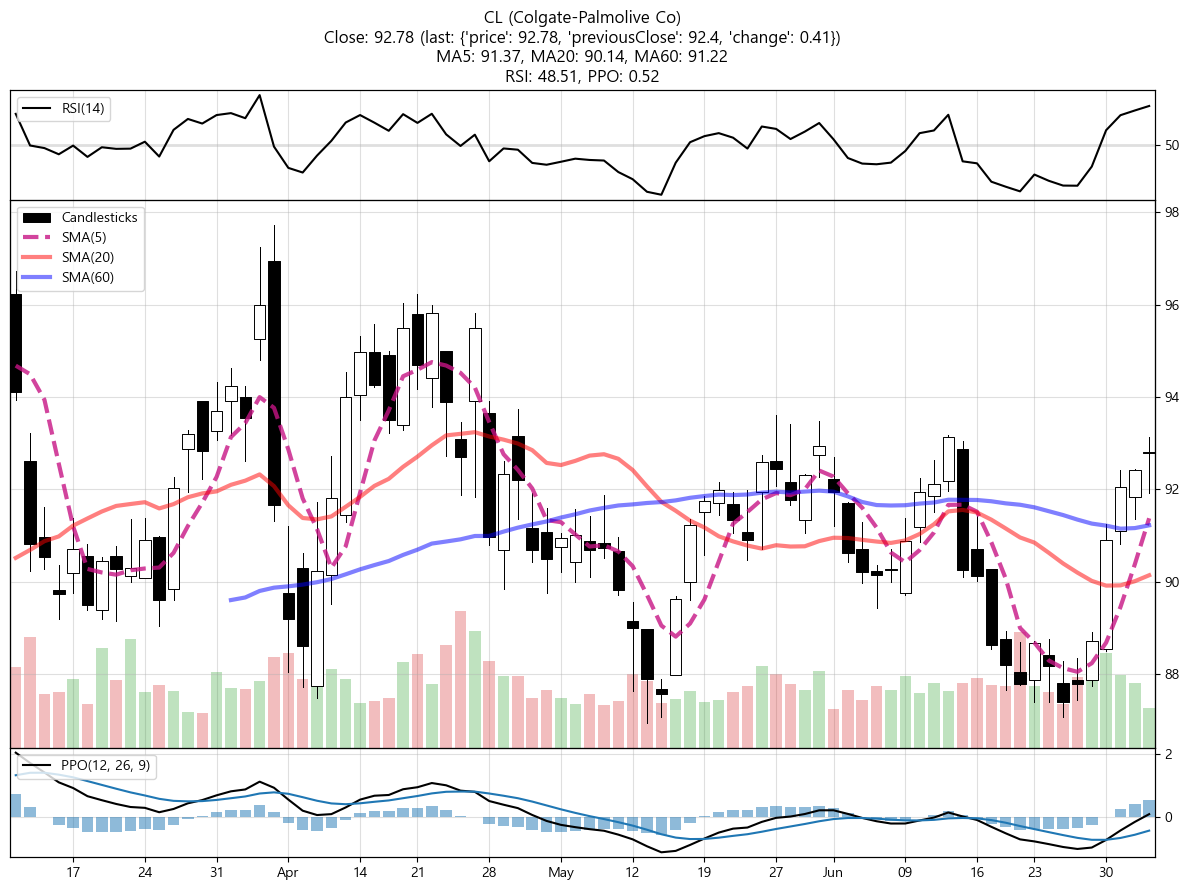 CL (Colgate-Palmolive Co)
Close: 92.78 (last: {'price': 92.78, 'previousClose': 92.4, 'change': 0.41})
MA5: 91.37, MA20: 90.14, MA60: 91.22
RSI: 48.51, PPO: 0.52
RSI(14)
50
Candlesticks
SMA(5)
SMA(20)
SMA(60)
98
96
94
92
90
88
PPO(12, 26, 9)
2
0
17 24 31 Apr 14 21 28 May 12 19 27 Jun 09 16 23 30